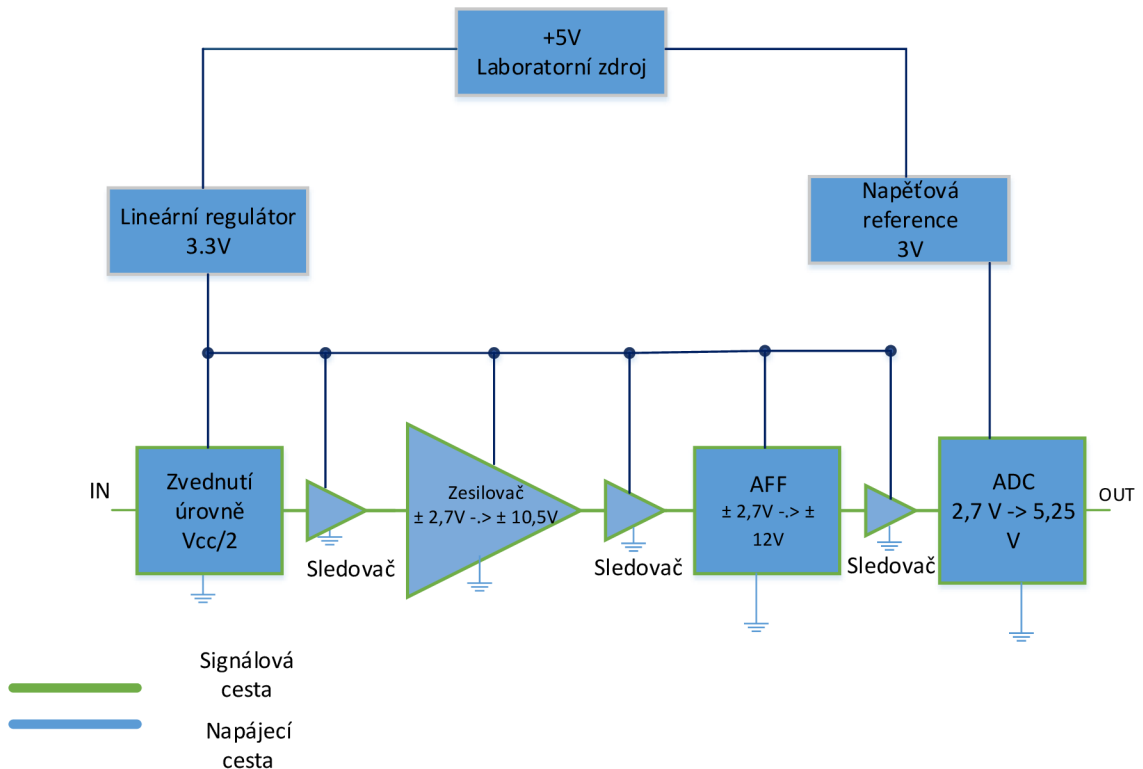 +5V
Laboratorní zdroj
Lineární regulátor
3.3V
Napěťová
reference
3V
IN
Zvednutí
úrovně
Vcc/2
Sledovač
Zesilovač
± 2,7V -.> ± 10,5V
Sledovač
AFF
± 2,7V -.> ±
12V
Sledovač
ADC
2,7 V -> 5,25
V
OUT
Signálová
cesta
Napájecí
cesta